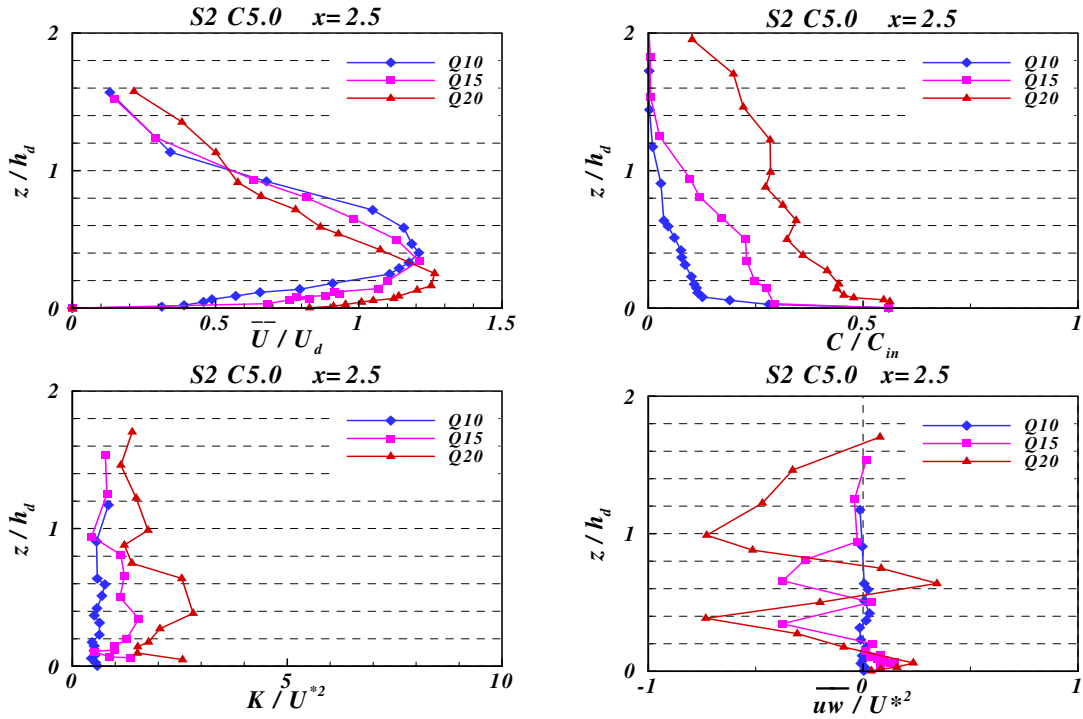 S2 C5.0 x=2.5
2
Q10
Q15
Q20
z / h_d
1
0
0 0.5 1 1.5
U / U_d
S2 C5.0 x=2.5
2
Q10
Q15
Q20
z / h_d
1
0
0 0.5 1
C / C_in
S2 C5.0 x=2.5
2
Q10
Q15
Q20
z / h_d
1
0
0 5 10
K / U*2
S2 C5.0 x=2.5
2
Q10
Q15
Q20
z / h_d
1
0
-1 0 1
uw / U*2